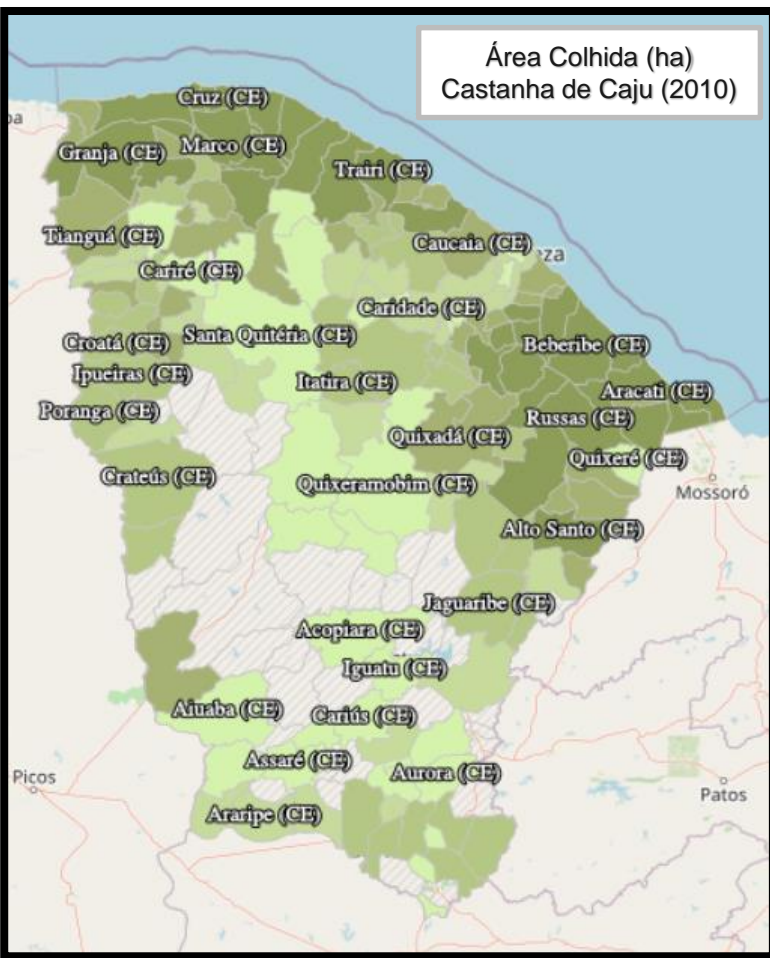 Área Colhida (ha)
Castanha de Caju (2010)
Cruz (CE)
pa
Marco (CE)
Granja (CE)
Trairi (CE)
Tianguá (CE)
Caucaia (CE)
za
Cariré (CE)
Caridade (CE)
Santa Quitéria (CE)
Croatá (CE)
Beberibe (CE)
Ipueiras (CE)
Itatira (CE)
Aracati (CE)
Poranga (CE)
Russas (CE)
Quixadá (CE)
Quixeré (CE)
Crateús (CE)
Quixeramobim (CE)
Mossoró
Alto Santo (CE)
Jaguaribe (CE)
Acopiara (CE)
Iguatu (CE)
Aiuaba (CE)
Cariús (CE)
Assaré (CE)
Aurora (CE)
Picos
Patos
Araripe (CE)